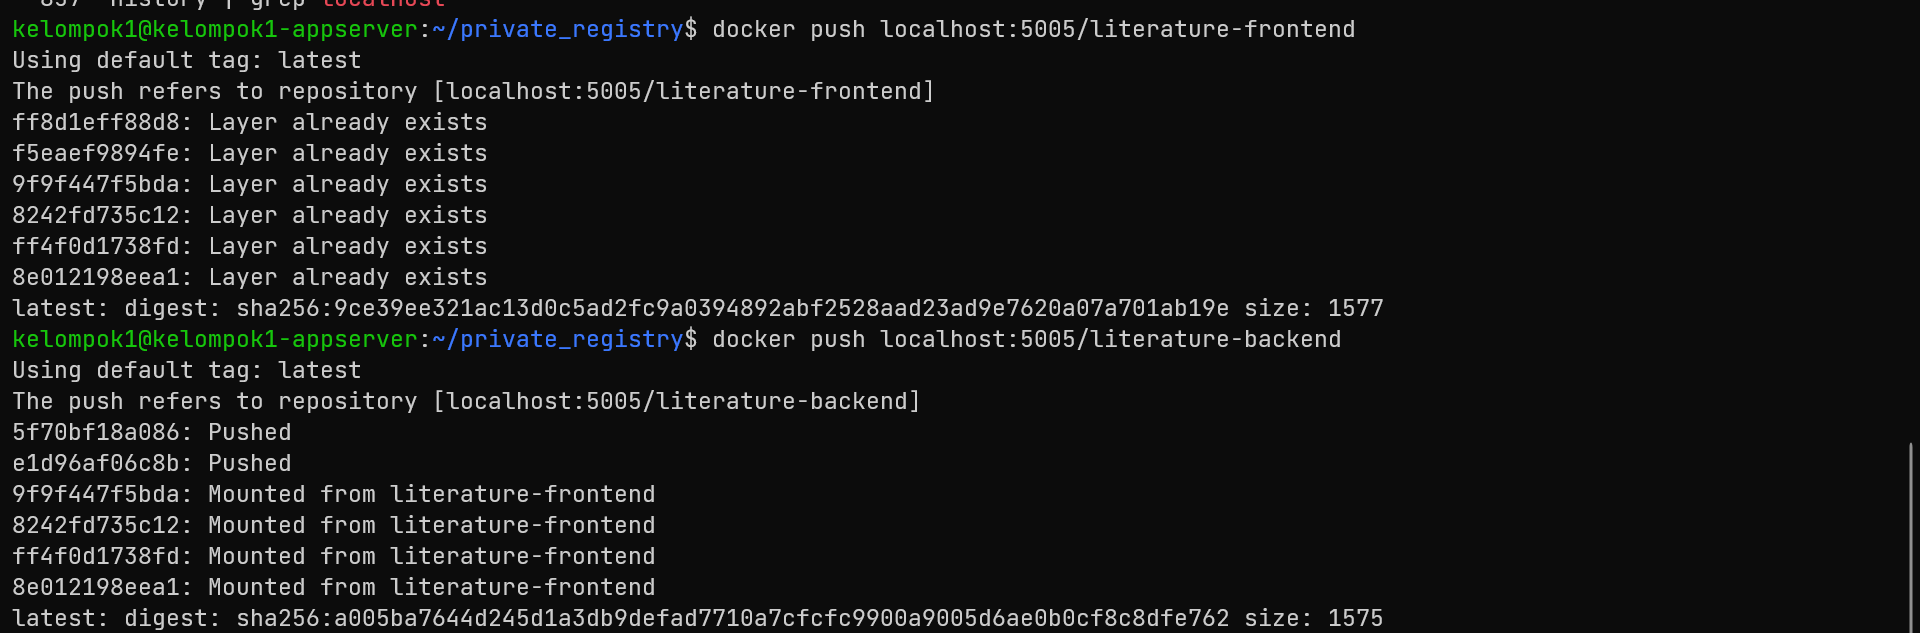 857 history | grep localhost
kelompok1@kelompok1-appserver:~/private_registry$ docker push localhost:5005/literature-frontend
Using default tag: latest
The push refers to repository [localhost:5005/literature-frontend]
ff8d1eff88d8: Layer already exists
f5eaef9894fe: Layer already exists
9f9f447f5bda: Layer already exists
8242fd735c12: Layer already exists
ff4f0d1738fd: Layer already exists
8e012198eea1: Layer already exists
latest: digest: sha256:9ce39ee321ac13d0c5ad2fc9a0394892abf2528aad23ad9e7620a07a701ab19e size: 1577
kelompok1@kelompok1-appserver:~/private_registry$ docker push localhost:5005/literature-backend
Using default tag: latest
The push refers to repository [localhost:5005/literature-backend]
5f70bf18a086: Pushed
e1d96af06c8b: Pushed
9f9f447f5bda: Mounted from literature-frontend
8242fd735c12: Mounted from literature-frontend
ff4f0d1738fd: Mounted from literature-frontend
8e012198eea1: Mounted from literature-frontend
latest: digest: sha256:a005ba7644d245d1a3db9defad7710a7cfcfc9900a9005d6ae0b0cf8c8dfe762 size: 1575